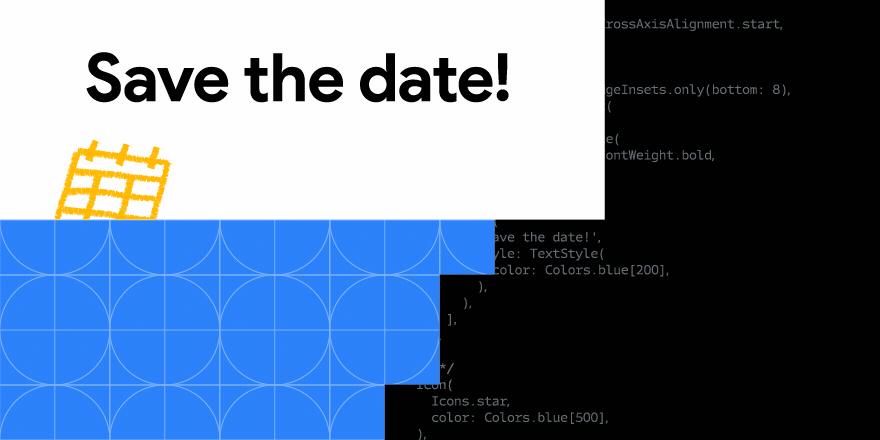 Save the date!
rossAxisAlignment.start,
geInsets.only(bottom: 8),
(
e(
ontWeight.bold,
ave the date!',
yle: TextStyle(
color: Colors.blue[200],
),
),
],
*/
Icon(
Icons.star,
color: Colors.blue[500],
),